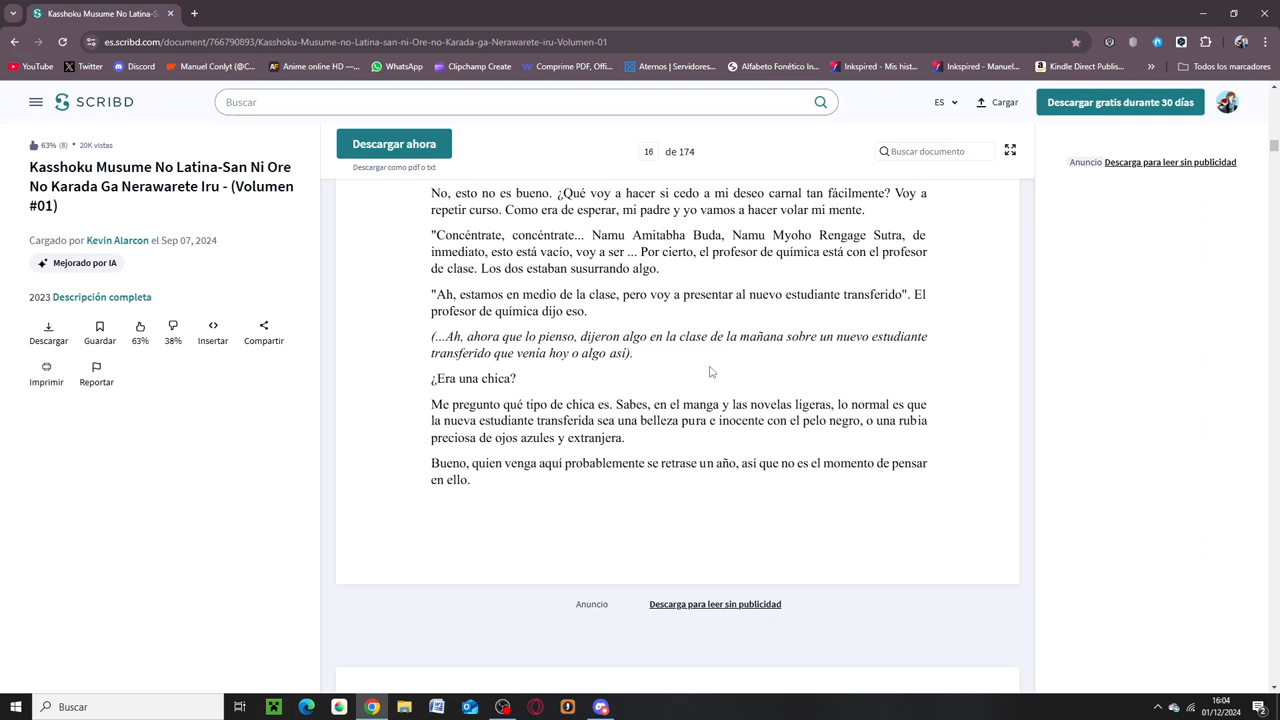 Kasshoku Musume No Latina-S
es.scribd.com/document/766790893/Kasshoku-Musume-no-Latina-san-ni-Ore-no-Karada-ga-Nerawarete-iru-Volumen-01
YouTube
Twitter
Discord
Manuel Conlyt (@C...
Anime online HD —...
WhatsApp
Clipchamp Create
Comprime PDF, Offi...
Aternos | Servidores...
Alfabeto Fonético In...
Inkspired - Mis hist...
Inkspired - Manuel...
Kindle Direct Publis...
Todos los marcadores
SCRIBD
Buscar
ES
Cargar
Descargar gratis durante 30 días
63% (8) • 20K vistas
Kasshoku Musume No Latina-San Ni Ore
No Karada Ga Nerawarete Iru - (Volumen
#01)
Cargado por Kevin Alarcon el Sep 07, 2024
Mejorado por IA
2023 Descripción completa
Descargar
Guardar
63%
38%
Insertar
Compartir
Imprimir
Reportar
Descargar ahora
Descargar como pdf o txt
16 de 174
Buscar documento
No, esto no es bueno. ¿Qué voy a hacer si cedo a mi deseo carnal tan fácilmente? Voy a
repetir curso. Como era de esperar, mi padre y yo vamos a hacer volar mi mente.
"Concéntrate, concéntrate... Namu Amitabha Buda, Namu Myoho Rengage Sutra, de
inmediato, esto está vacío, voy a ser ... Por cierto, el profesor de química está con el profesor
de clase. Los dos estaban susurrando algo.
"Ah, estamos en medio de la clase, pero voy a presentar al nuevo estudiante transferido". El
profesor de química dijo eso.
(...Ah, ahora que lo pienso, dijeron algo en la clase de la mañana sobre un nuevo estudiante
transferido que venía hoy o algo así).
¿Era una chica?
Me pregunto qué tipo de chica es. Sabes, en el manga y las novelas ligeras, lo normal es que
la nueva estudiante transferida sea una belleza pura e inocente con el pelo negro, o una rubia
preciosa de ojos azules y extranjera.
Bueno, quien venga aquí probablemente se retrase un año, así que no es el momento de pensar
en ello.
Anuncio
Descarga para leer sin publicidad
Anuncio Descarga para leer sin publicidad
Buscar
16:04
01/12/2024